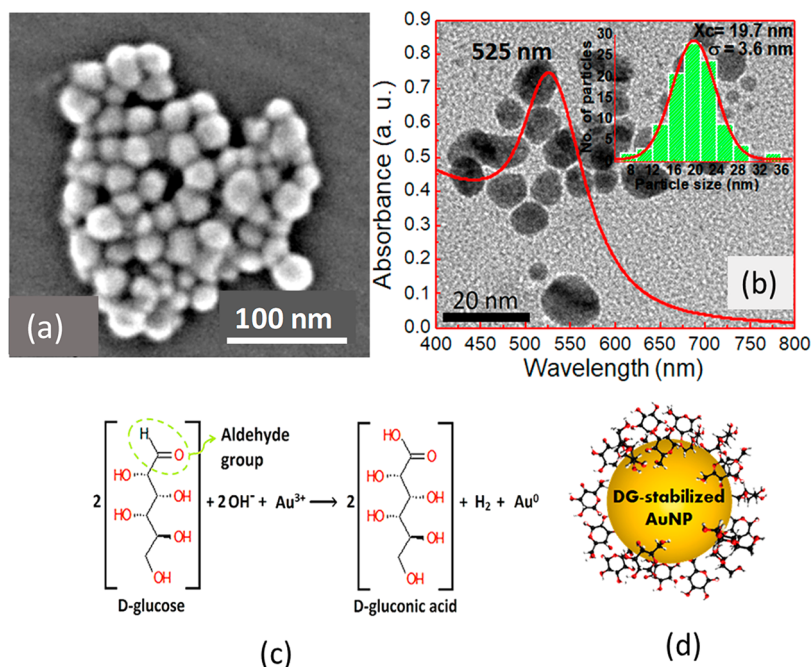 (a)
100 nm
Absorbance (a. u.)
0.9
0.8
0.7
0.6
0.5
0.4
0.3
0.2
0.1
0.0
525 nm
Xc= 19.7 nm
σ = 3.6 nm
No. of particles
30
25
20
15
10
5
0
8 12 16 20 24 28 32 36
Particle size (nm)
(b)
20 nm
400 450 500 550 600 650 700 750 800
Wavelength (nm)
H
O
Aldehyde
group
HO
OH
HO
OH
OH
2
D-glucose
+ 2OH⁻ + Au³⁺
2
HO
O
HO
OH
HO
OH
OH
D-gluconic acid
+ H₂ + Au⁰
(c)
DG-stabilized
AuNP
(d)